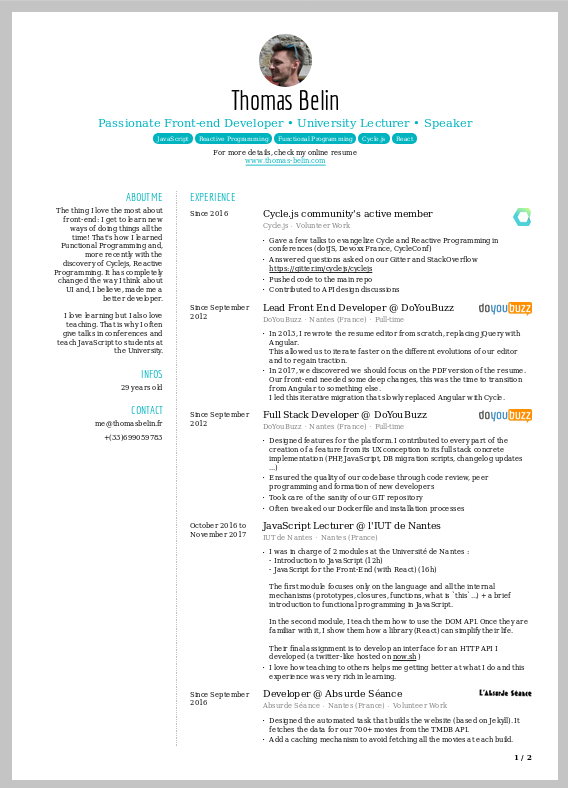 Thomas Belin
Passionate Front-end Developer • University Lecturer • Speaker
JavaScript Reactive Programming Functional Programming Cycle.js React
For more details, check my online resume
www.thomas-belin.com
ABOUT ME
The thing I love the most about
front-end: I get to learn new
ways of doing things all the
time! That's how I learned
Functional Programming and,
more recently with the
discovery of Cyclejs, Reactive
Programming. It has completely
changed the way I think about
UI and, I believe, made me a
better developer.
I love learning but I also love
teaching. That is why I often
give talks in conferences and
teach JavaScript to students at
the University.
INFOS
29 years old
CONTACT
me@thomasbelin.fr
+(33)699059783
EXPERIENCE
Since 2016
Cycle.js community's active member
Cycle.js · Volunteer Work
· Gave a few talks to evangelize Cycle and Reactive Programming in
conferences (dotJS, Devoxx France, CycleConf)
· Answered questions asked on our Gitter and StackOverflow
https://gitter.im/cyclejs/cyclejs
· Pushed code to the main repo
· Contributed to API design discussions
Since September
2012
Lead Front End Developer @ DoYouBuzz
doyoubuzz
DoYouBuzz · Nantes (France) · Full-time
· In 2013, I rewrote the resume editor from scratch, replacing jQuery with
Angular.
This allowed us to iterate faster on the different evolutions of our editor
and to regain traction.
· In 2017, we discovered we should focus on the PDF version of the resume.
Our front-end needed some deep changes, this was the time to transition
from Angular to something else.
I led this iterative migration that slowly replaced Angular with Cycle.
Since September
2012
Full Stack Developer @ DoYouBuzz
doyoubuzz
DoYouBuzz · Nantes (France) · Full-time
· Designed features for the platform. I contributed to every part of the
creation of a feature from its UX conception to its full stack concrete
implementation (PHP, JavaScript, DB migration scripts, changelog updates
...)
· Ensured the quality of our codebase through code review, peer
programming and formation of new developers
· Took care of the sanity of our GIT repository
· Often tweaked our Dockerfile and installation processes
October 2016 to
November 2017
JavaScript Lecturer @ l'IUT de Nantes
IUT de Nantes · Nantes (France)
· I was in charge of 2 modules at the Université de Nantes :
- Introduction to JavaScript (12h)
- JavaScript for the Front-End (with React) (16h)
The first module focuses only on the language and all the internal
mechanisms (prototypes, closures, functions, what is `this`...) + a brief
introduction to functional programming in JavaScript.
In the second module, I teach them how to use the DOM API. Once they are
familiar with it, I show them how a library (React) can simplify their life.
Their final assignment is to develop an interface for an HTTP API I
developed (a twitter-like hosted on now.sh )
· I love how teaching to others helps me getting better at what I do and this
experience was very rich in learning.
Since September
2016
Developer @ Absurde Séance
L'Absurde Séance
Absurde Séance · Nantes (France) · Volunteer Work
· Designed the automated task that builds the website (based on Jekyll). It
fetches the data for our 700+ movies from the TMDB API.
· Add a caching mechanism to avoid fetching all the movies at each build.
1 / 2